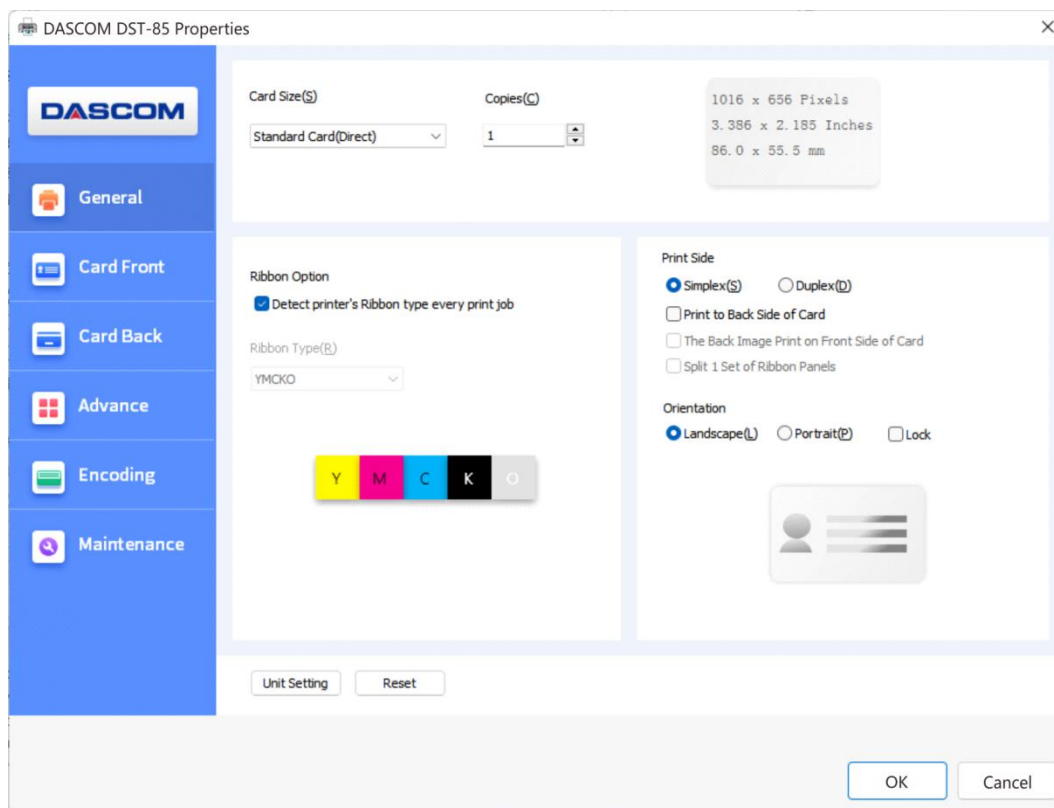 DASCOM DST-85 Properties
DASCOM
General
Card Front
Card Back
Advance
Encoding
Maintenance
Card Size(S)
Copies(C)
Standard Card(Direct)
1
1016 x 656 Pixels
3.386 x 2.185 Inches
86.0 x 55.5 mm
Ribbon Option
Detect printer's Ribbon type every print job
Ribbon Type(R)
YMCKO
Y M C K O
Print Side
Simplex(S) Duplex(D)
Print to Back Side of Card
The Back Image Print on Front Side of Card
Split 1 Set of Ribbon Panels
Orientation
Landscape(L) Portrait(P) Lock
Unit Setting Reset
OK Cancel